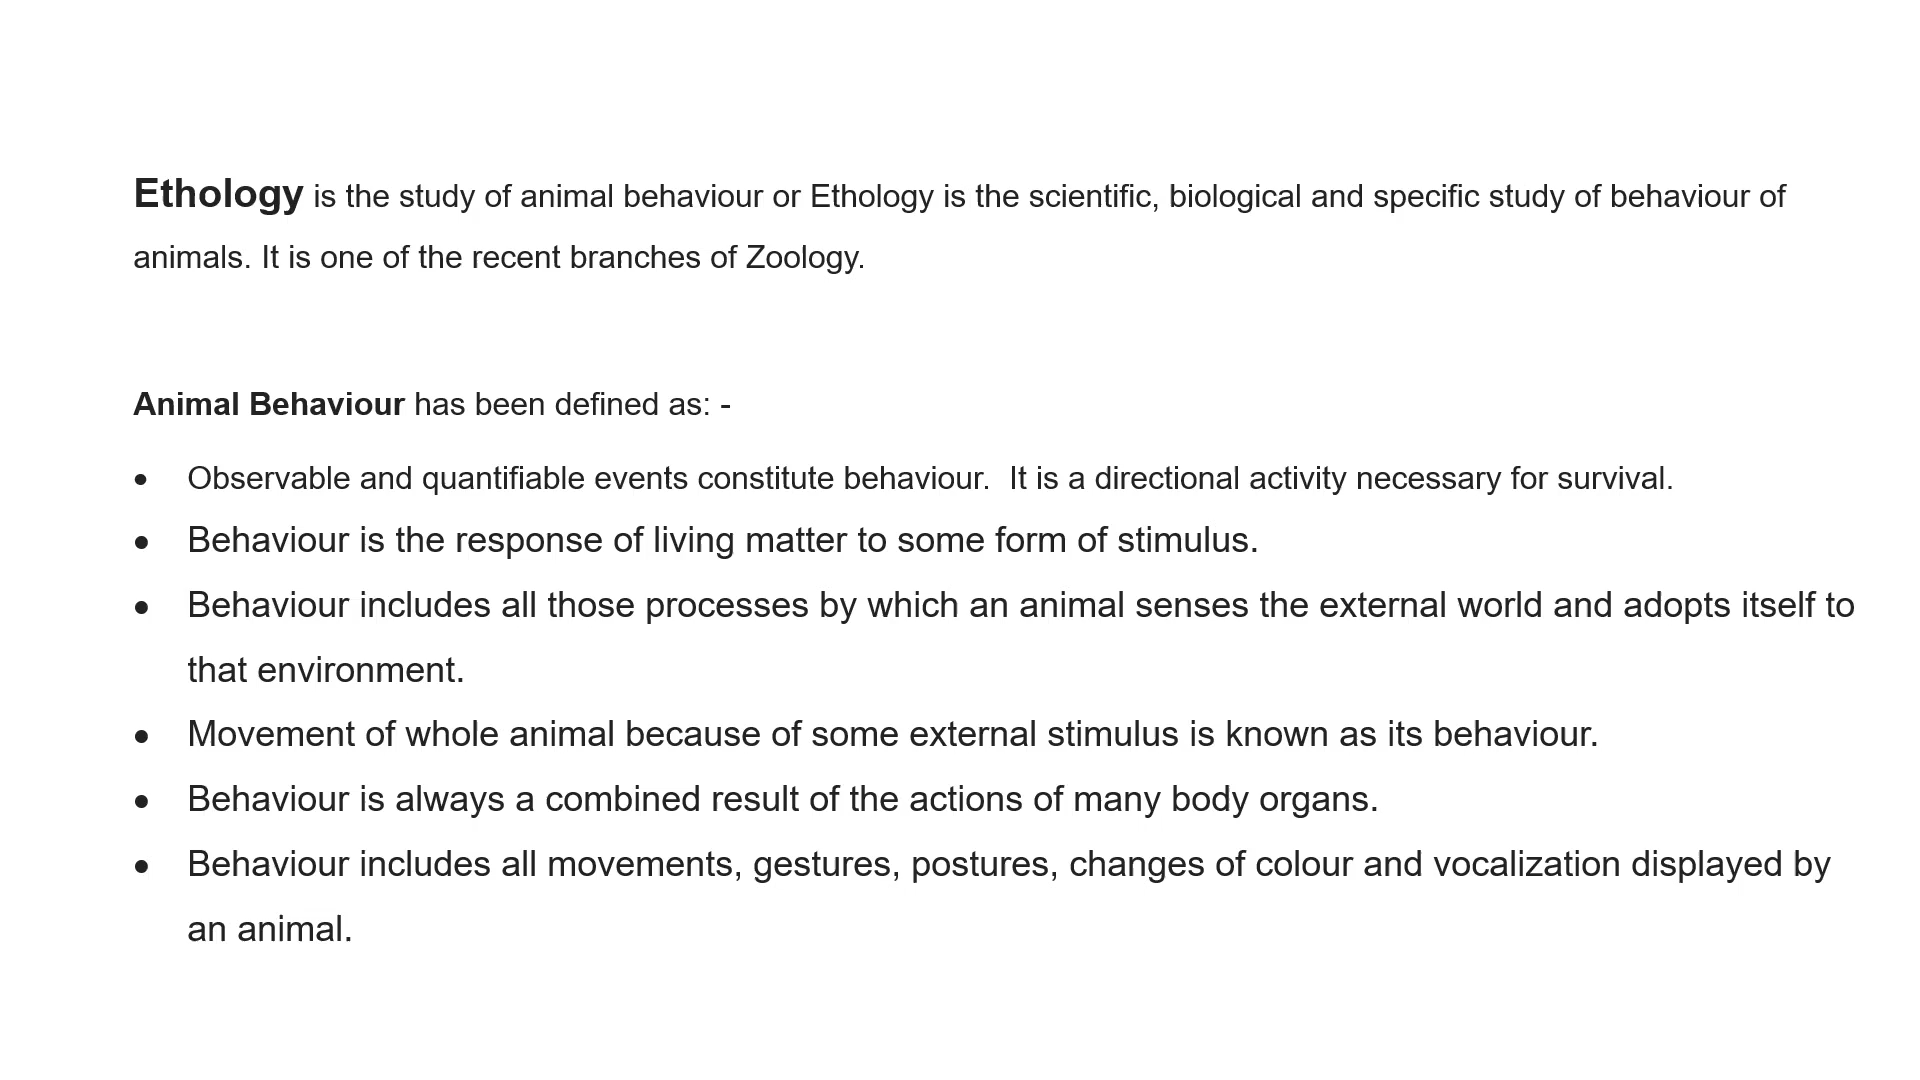 Ethology is the study of animal behaviour or Ethology is the scientific, biological and specific study of behaviour of
animals. It is one of the recent branches of Zoology.
Animal Behaviour has been defined as: -
• Observable and quantifiable events constitute behaviour.  It is a directional activity necessary for survival.
• Behaviour is the response of living matter to some form of stimulus.
• Behaviour includes all those processes by which an animal senses the external world and adopts itself to
that environment.
• Movement of whole animal because of some external stimulus is known as its behaviour.
• Behaviour is always a combined result of the actions of many body organs.
• Behaviour includes all movements, gestures, postures, changes of colour and vocalization displayed by
an animal.